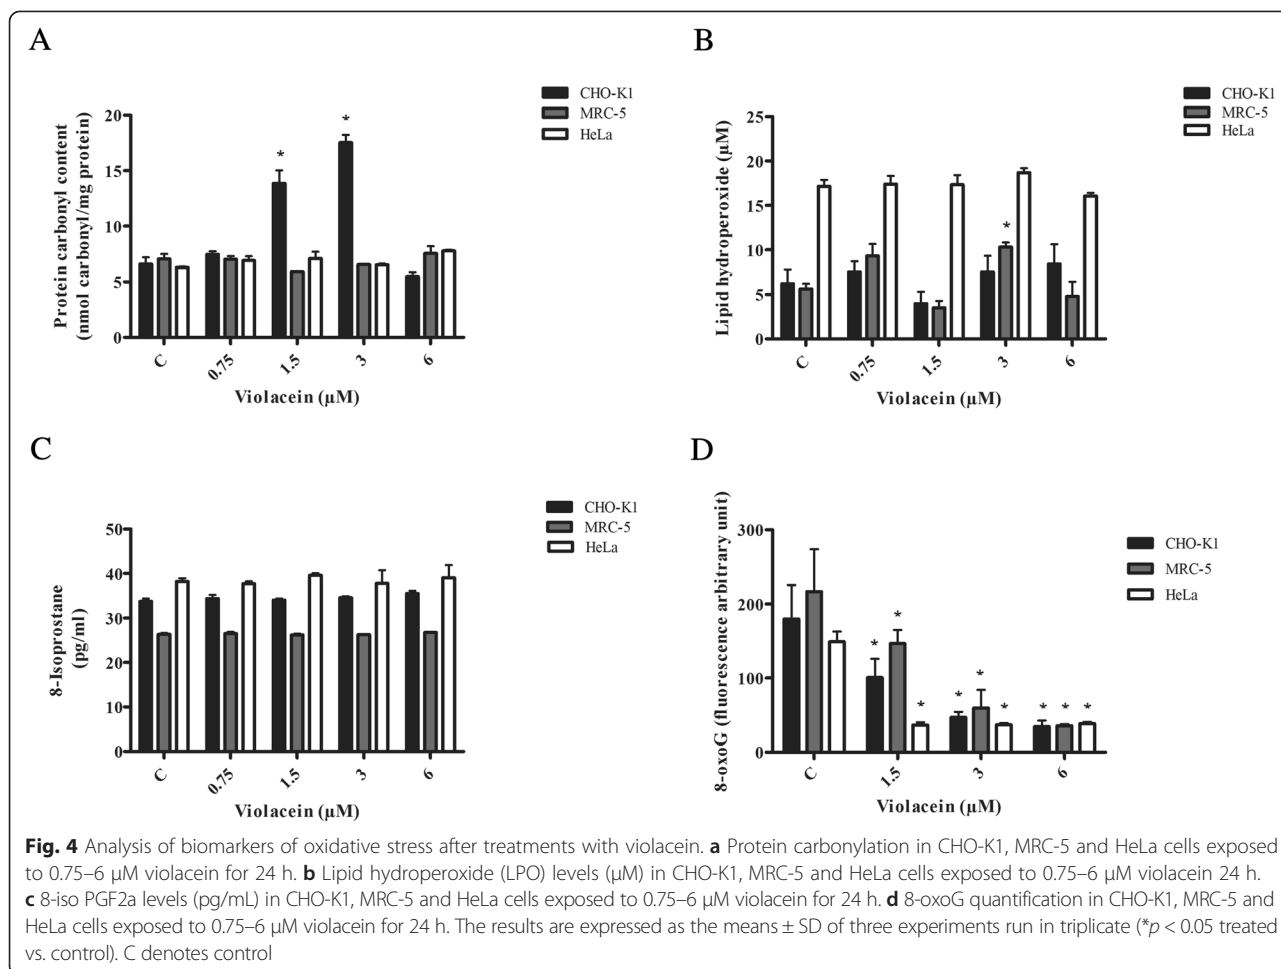 A
CHO-K1
MRC-5
HeLa
Protein carbonyl content
(nmol carbonyl/mg protein)
20
15
10
5
0
*
*
C
0.75
1.5
3
6
Violacein (µM)
B
CHO-K1
MRC-5
HeLa
Lipid hydroperoxide (µM)
25
20
15
10
5
0
*
C
0.75
1.5
3
6
Violacein (µM)
C
CHO-K1
MRC-5
HeLa
8-Isoprostane
(pg/ml)
50
40
30
20
10
0
C
0.75
1.5
3
6
Violacein (µM)
D
CHO-K1
MRC-5
HeLa
8-oxoG (fluorescence arbitrary unit)
300
200
100
0
* * *
* * *
* * *
C
1.5
3
6
Violacein (µM)
Fig. 4 Analysis of biomarkers of oxidative stress after treatments with violacein. a Protein carbonylation in CHO-K1, MRC-5 and HeLa cells exposed
to 0.75–6 µM violacein for 24 h. b Lipid hydroperoxide (LPO) levels (µM) in CHO-K1, MRC-5 and HeLa cells exposed to 0.75–6 µM violacein 24 h.
c 8-iso PGF2a levels (pg/mL) in CHO-K1, MRC-5 and HeLa cells exposed to 0.75–6 µM violacein for 24 h. d 8-oxoG quantification in CHO-K1, MRC-5 and
HeLa cells exposed to 0.75–6 µM violacein for 24 h. The results are expressed as the means ± SD of three experiments run in triplicate (*p < 0.05 treated
vs. control). C denotes control